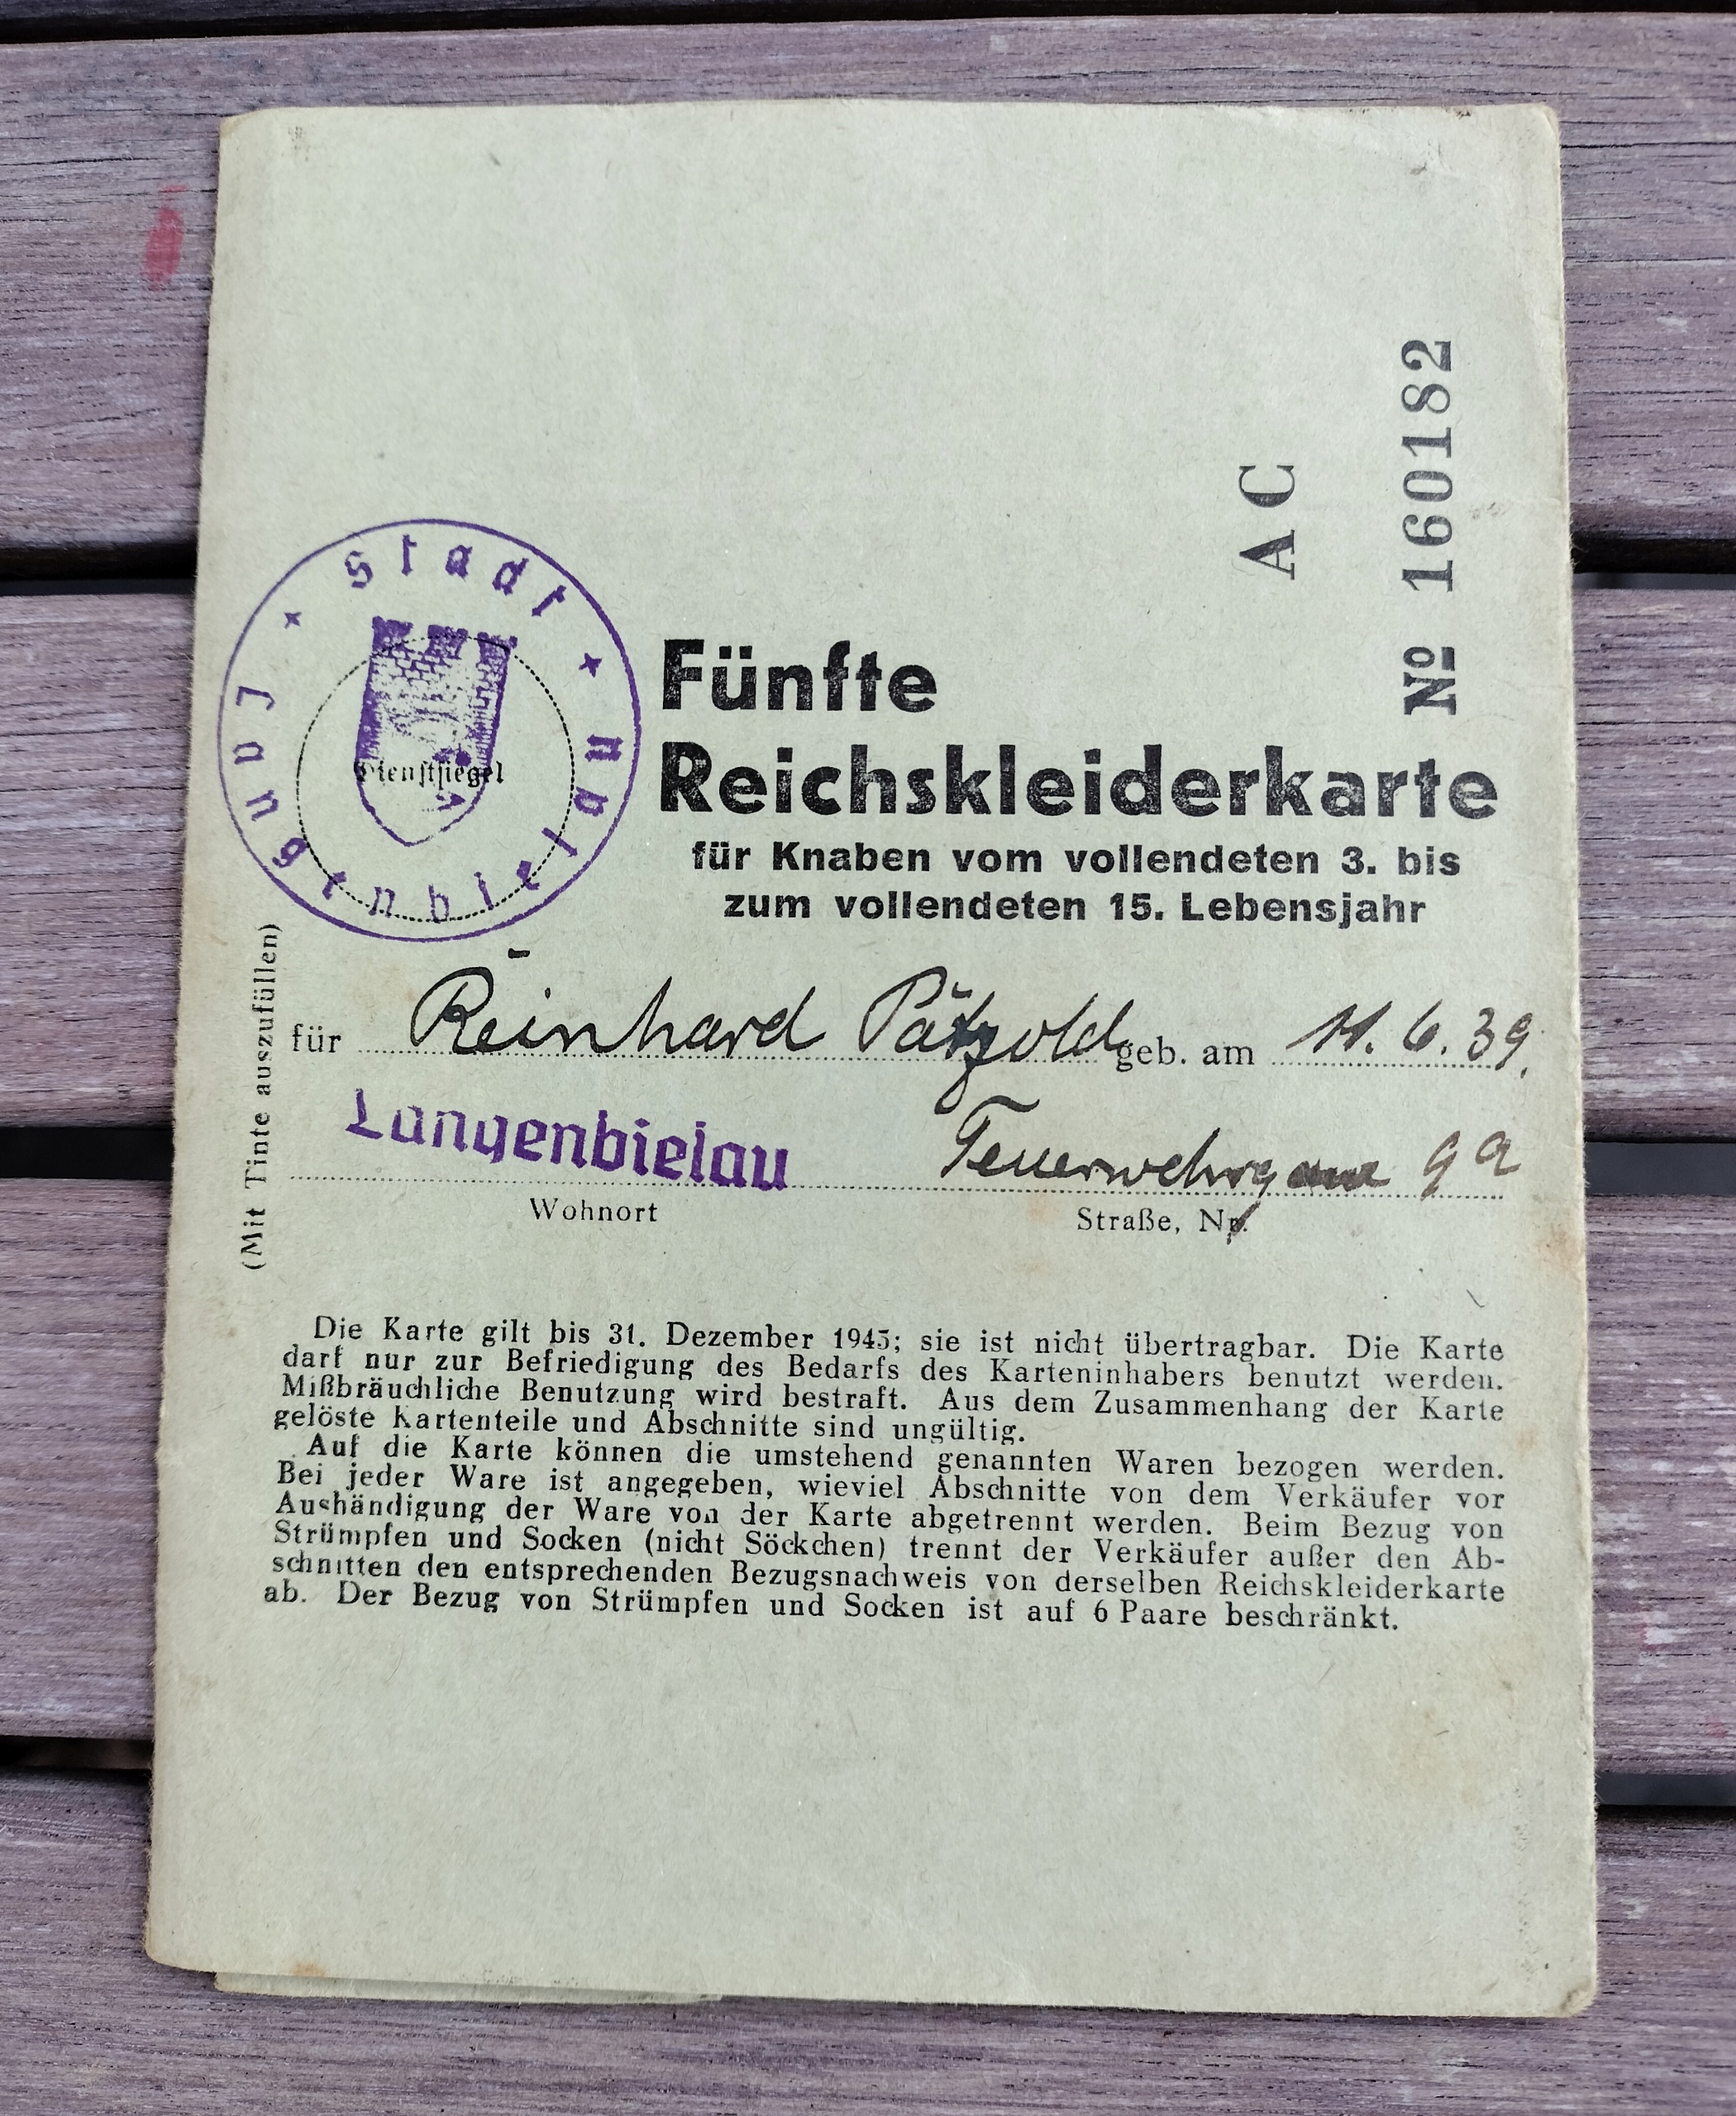 AC
№ 160182
Stadt
Langenbielau
Dienstsiegel
Fünfte
Reichskleiderkarte
für Knaben vom vollendeten 3. bis
zum vollendeten 15. Lebensjahr
(Mit Tinte auszufüllen)
für Reinhard Pätzold geb. am 11. 6. 39.
Langenbielau 9a
Wohnort Straße, Nr.
Die Karte gilt bis 31. Dezember 1945; sie ist nicht übertragbar. Die Karte
darf nur zur Befriedigung des Bedarfs des Karteninhabers benutzt werden.
Mißbräuchliche Benutzung wird bestraft. Aus dem Zusammenhang der Karte
gelöste Kartenteile und Abschnitte sind ungültig.
Auf die Karte können die umstehend genannten Waren bezogen werden.
Bei jeder Ware ist angegeben, wieviel Abschnitte von dem Verkäufer vor
Aushändigung der Ware von der Karte abgetrennt werden. Beim Bezug von
Strümpfen und Socken (nicht Söckchen) trennt der Verkäufer außer den Ab-
schnitten den entsprechenden Bezugsnachweis von derselben Reichskleiderkarte
ab. Der Bezug von Strümpfen und Socken ist auf 6 Paare beschränkt.